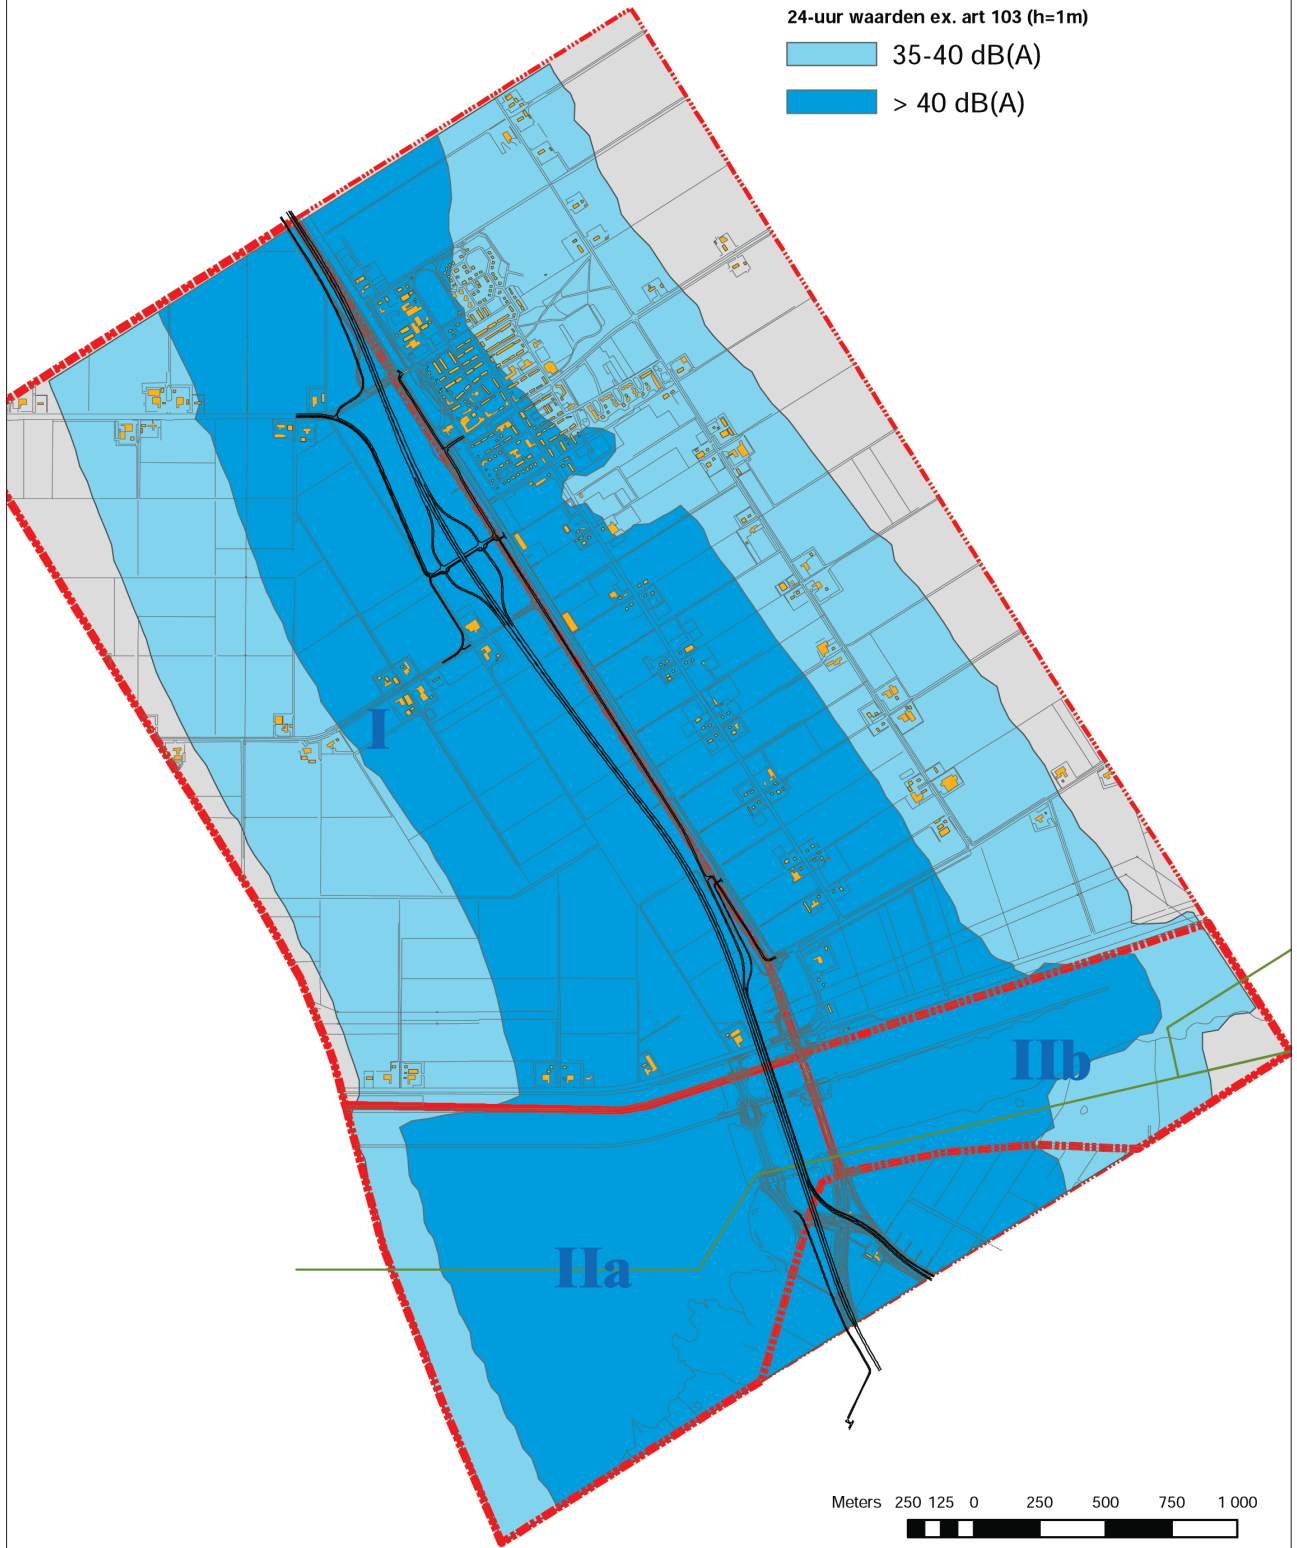 24-uur waarden ex. art 103 (h=1m)
35-40 dB(A)
> 40 dB(A)
I
IIb
IIa
Meters 250 125 0 250 500 750 1 000